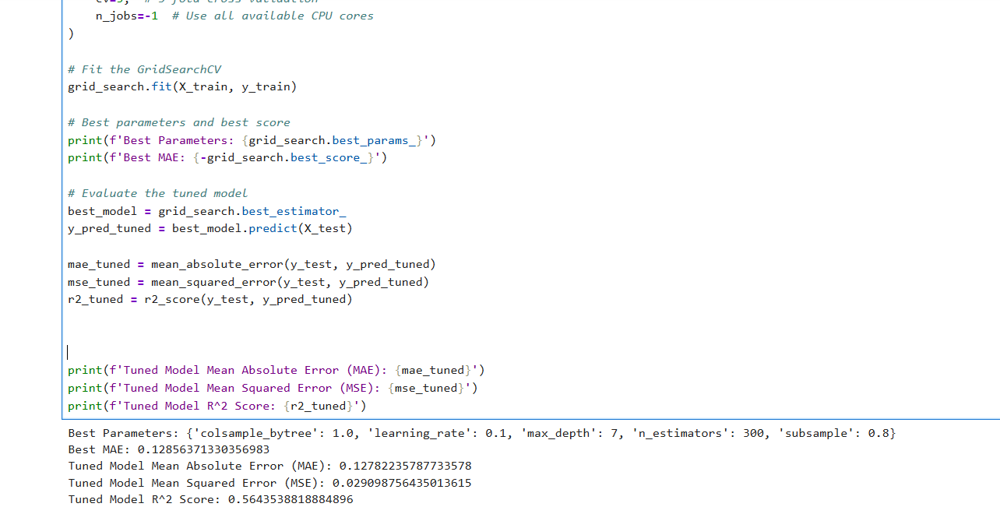 cv=5,  # 5-fold cross-validation
    n_jobs=-1  # Use all available CPU cores
)
# Fit the GridSearchCV
grid_search.fit(X_train, y_train)
# Best parameters and best score
print(f'Best Parameters: {grid_search.best_params_}')
print(f'Best MAE: {-grid_search.best_score_}')
# Evaluate the tuned model
best_model = grid_search.best_estimator_
y_pred_tuned = best_model.predict(X_test)
mae_tuned = mean_absolute_error(y_test, y_pred_tuned)
mse_tuned = mean_squared_error(y_test, y_pred_tuned)
r2_tuned = r2_score(y_test, y_pred_tuned)
print(f'Tuned Model Mean Absolute Error (MAE): {mae_tuned}')
print(f'Tuned Model Mean Squared Error (MSE): {mse_tuned}')
print(f'Tuned Model R^2 Score: {r2_tuned}')
Best Parameters: {'colsample_bytree': 1.0, 'learning_rate': 0.1, 'max_depth': 7, 'n_estimators': 300, 'subsample': 0.8}
Best MAE: 0.12856371330356983
Tuned Model Mean Absolute Error (MAE): 0.12782235787733578
Tuned Model Mean Squared Error (MSE): 0.029098756435013615
Tuned Model R^2 Score: 0.5643538818884896